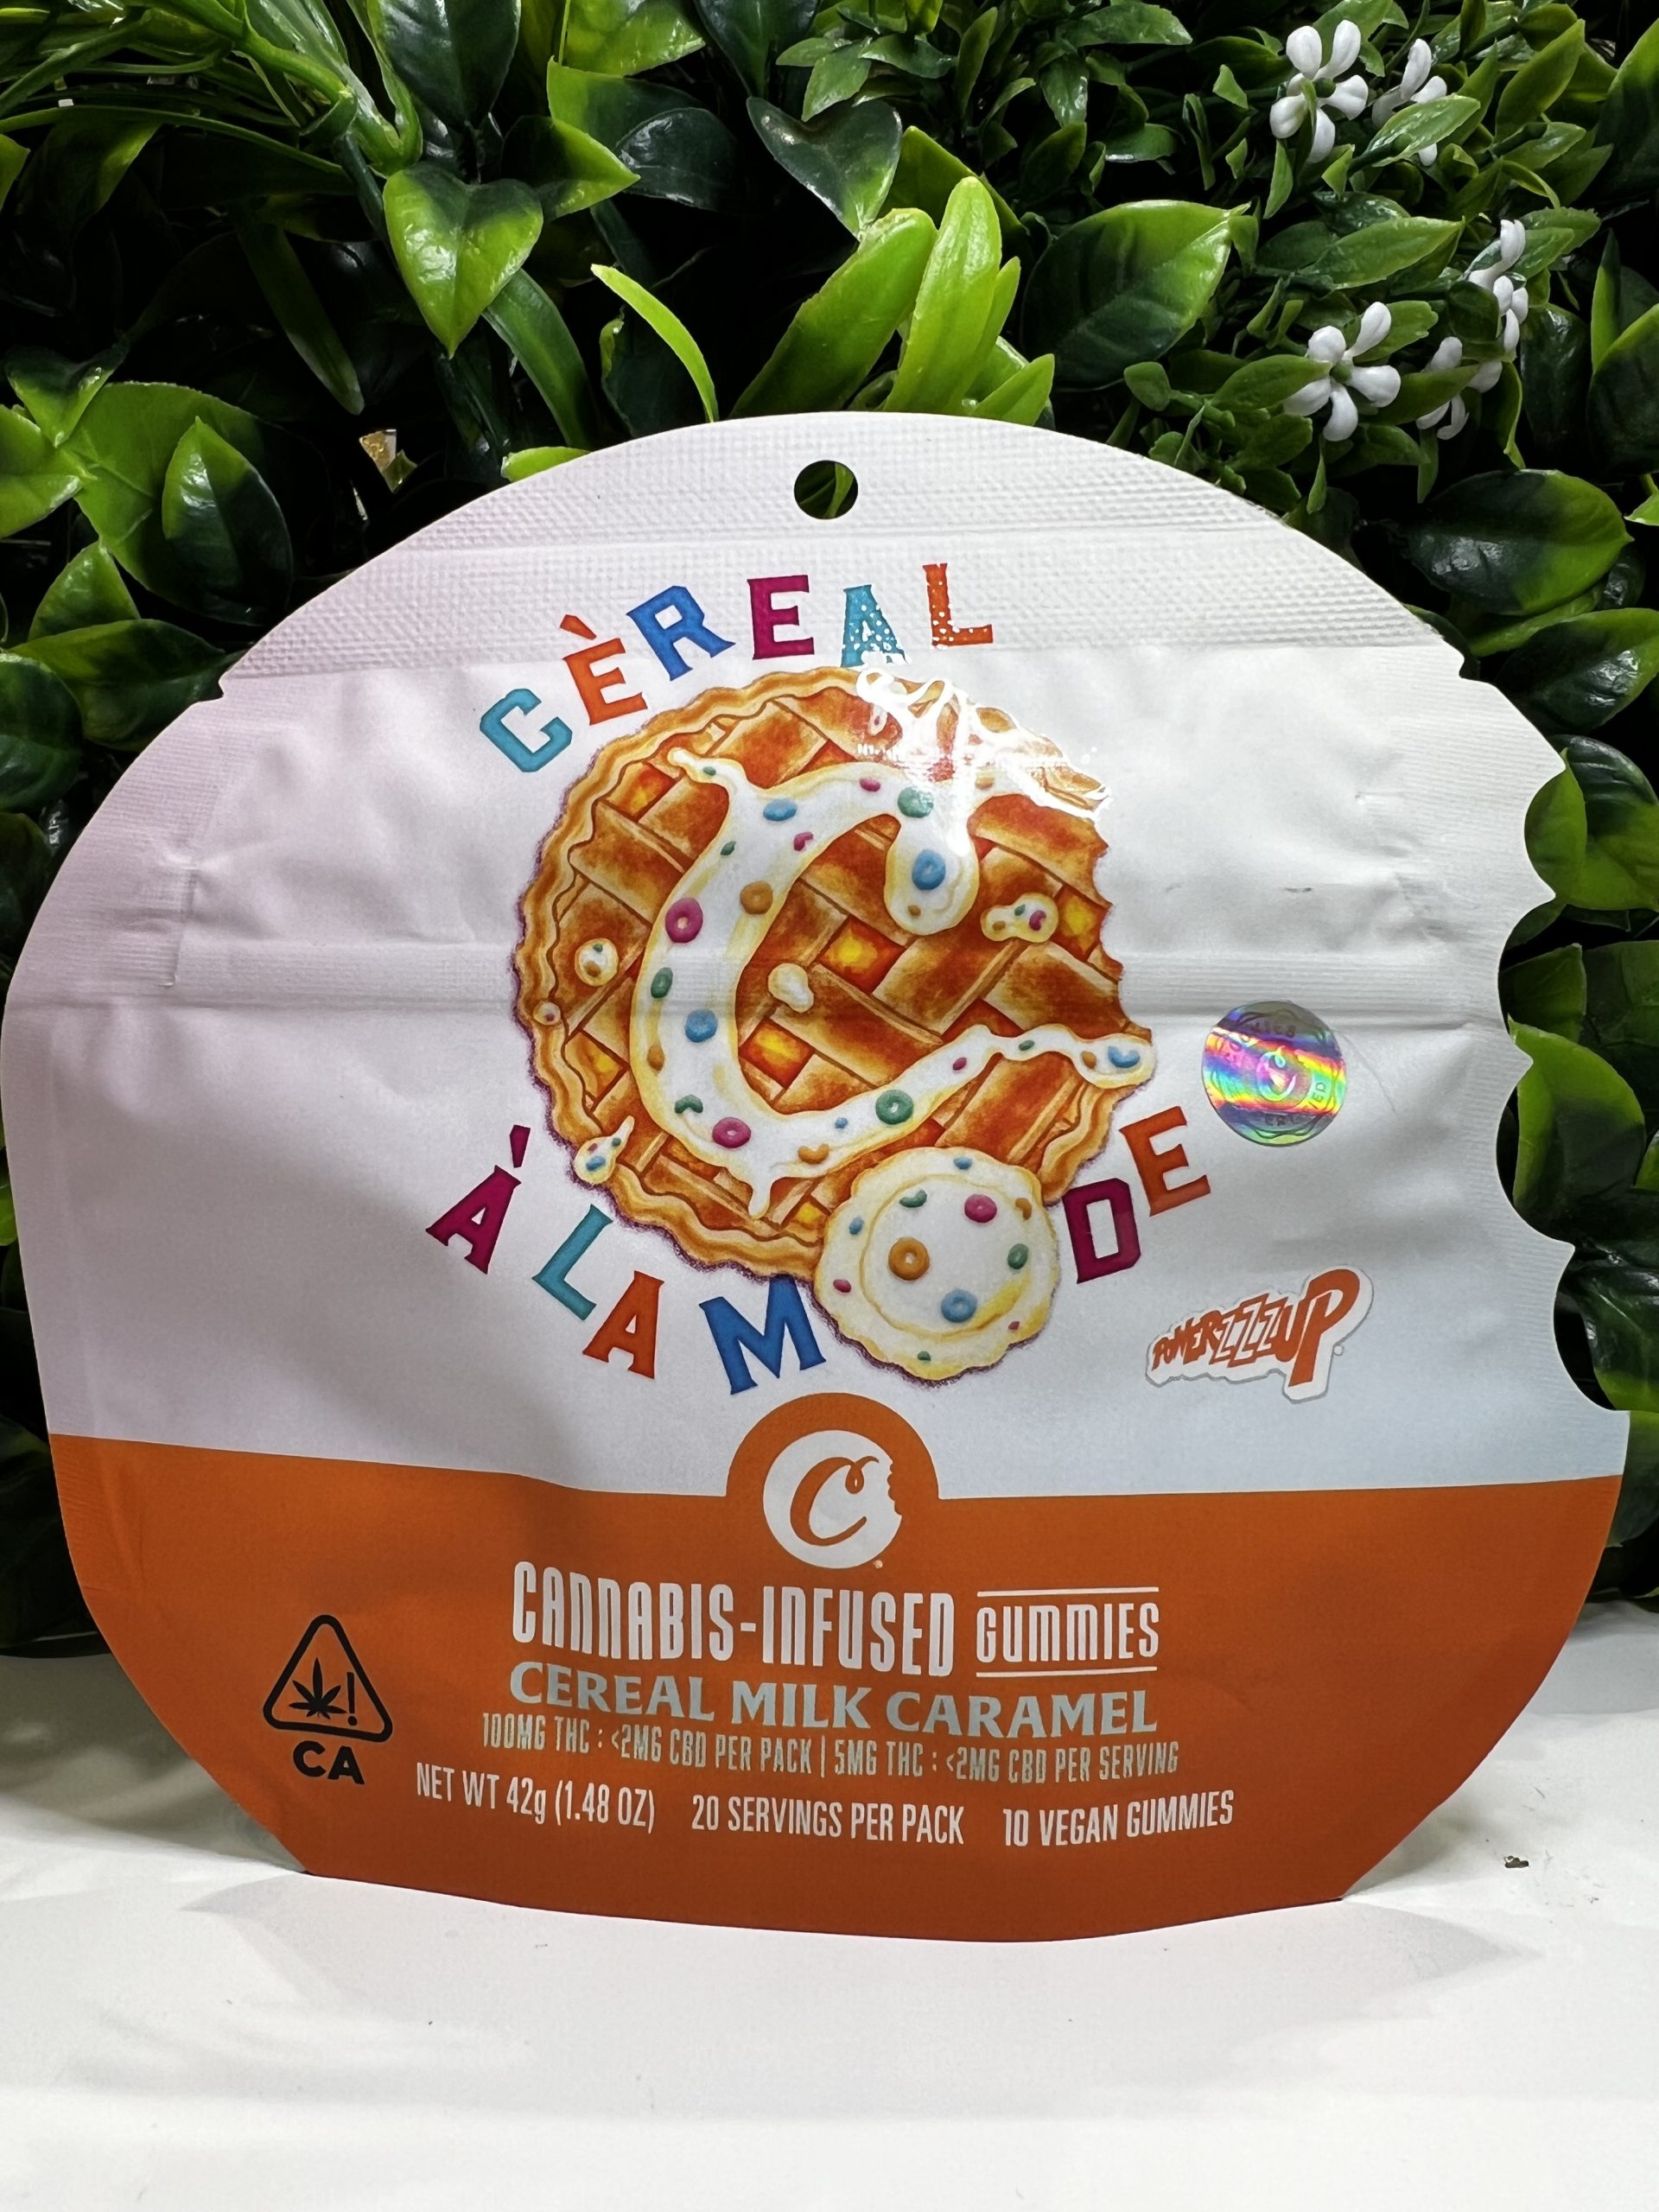 CÈREAL
À LA MODE
POWERZZZUP
C
CANNABIS-INFUSED GUMMIES
CEREAL MILK CARAMEL
100MG THC : <2MG CBD PER PACK | 5MG THC : <2MG CBD PER SERVING
NET WT 42g (1.48 OZ) 20 SERVINGS PER PACK 10 VEGAN GUMMIES
CA